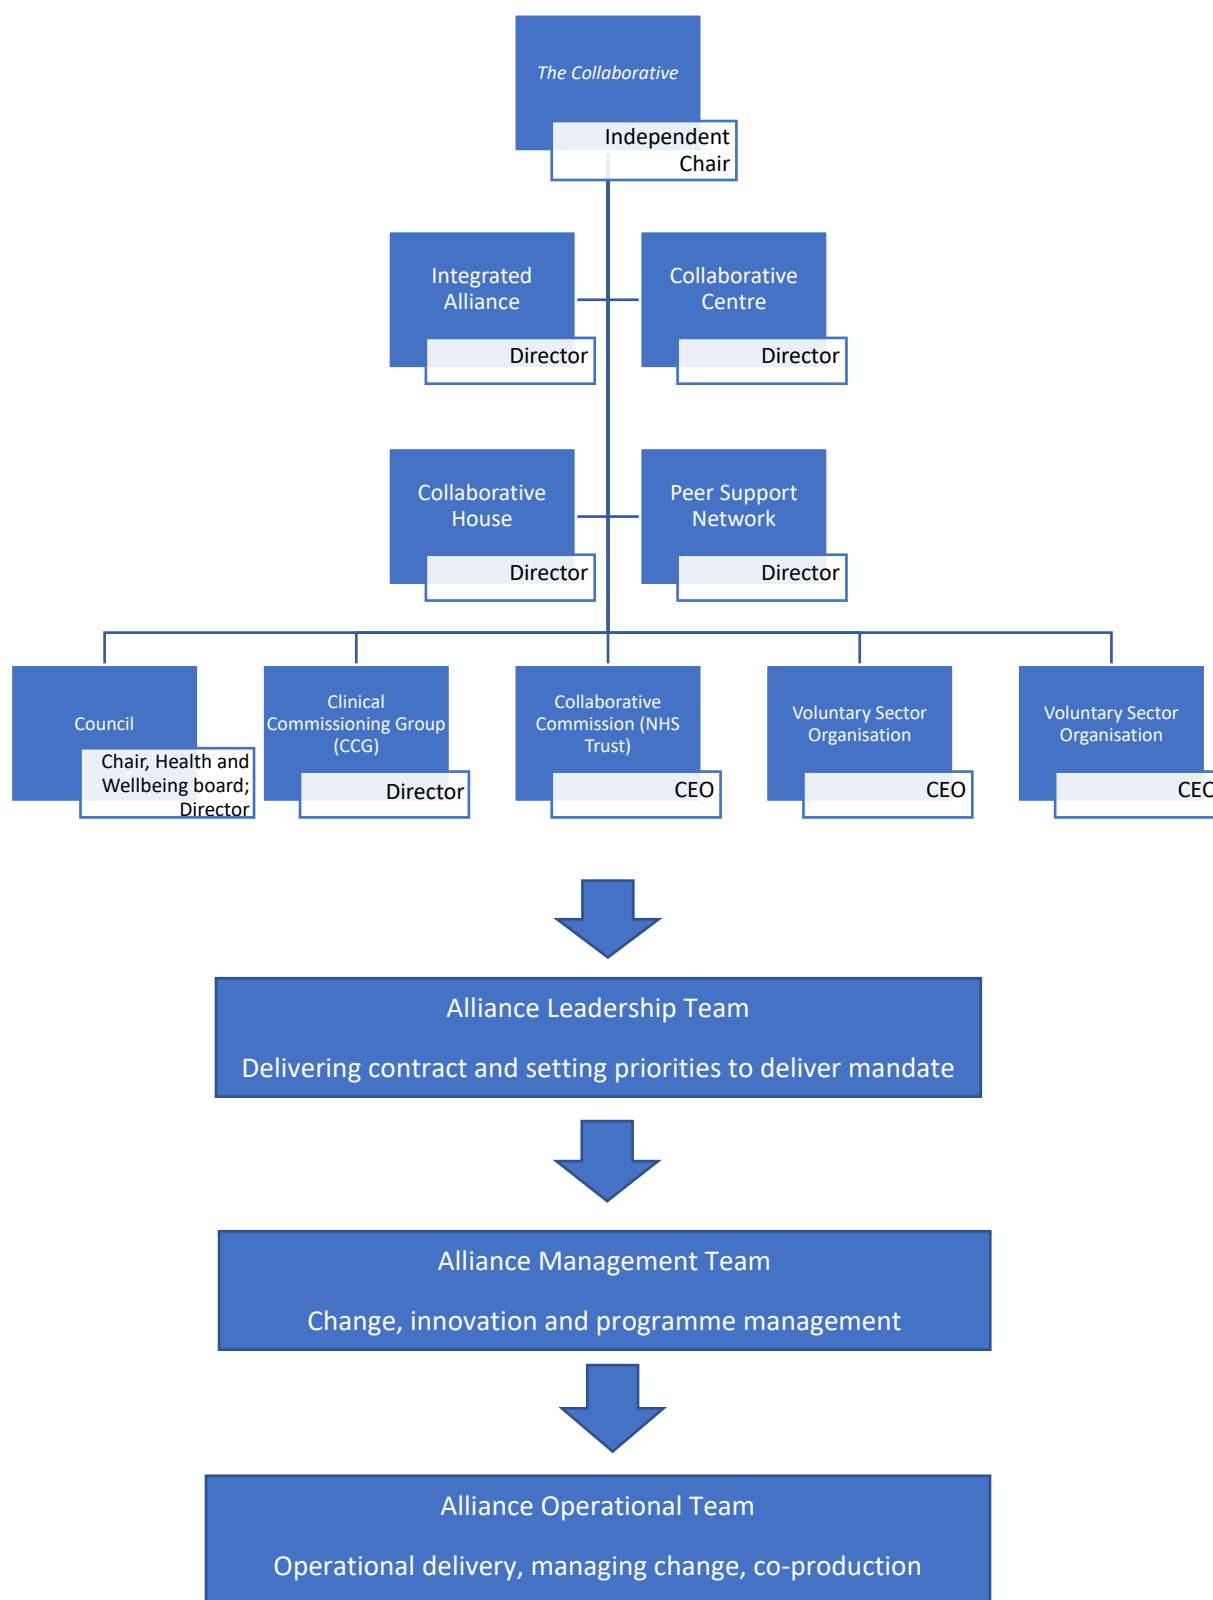 The Collaborative
Independent
Chair
Integrated
Alliance
Director
Collaborative
Centre
Director
Collaborative
House
Director
Peer Support
Network
Director
Council
Chair, Health and
Wellbeing board;
Director
Clinical
Commissioning Group
(CCG)
Director
Collaborative
Commission (NHS
Trust)
CEO
Voluntary Sector
Organisation
CEO
Voluntary Sector
Organisation
CEO
Alliance Leadership Team
Delivering contract and setting priorities to deliver mandate
Alliance Management Team
Change, innovation and programme management
Alliance Operational Team
Operational delivery, managing change, co-production